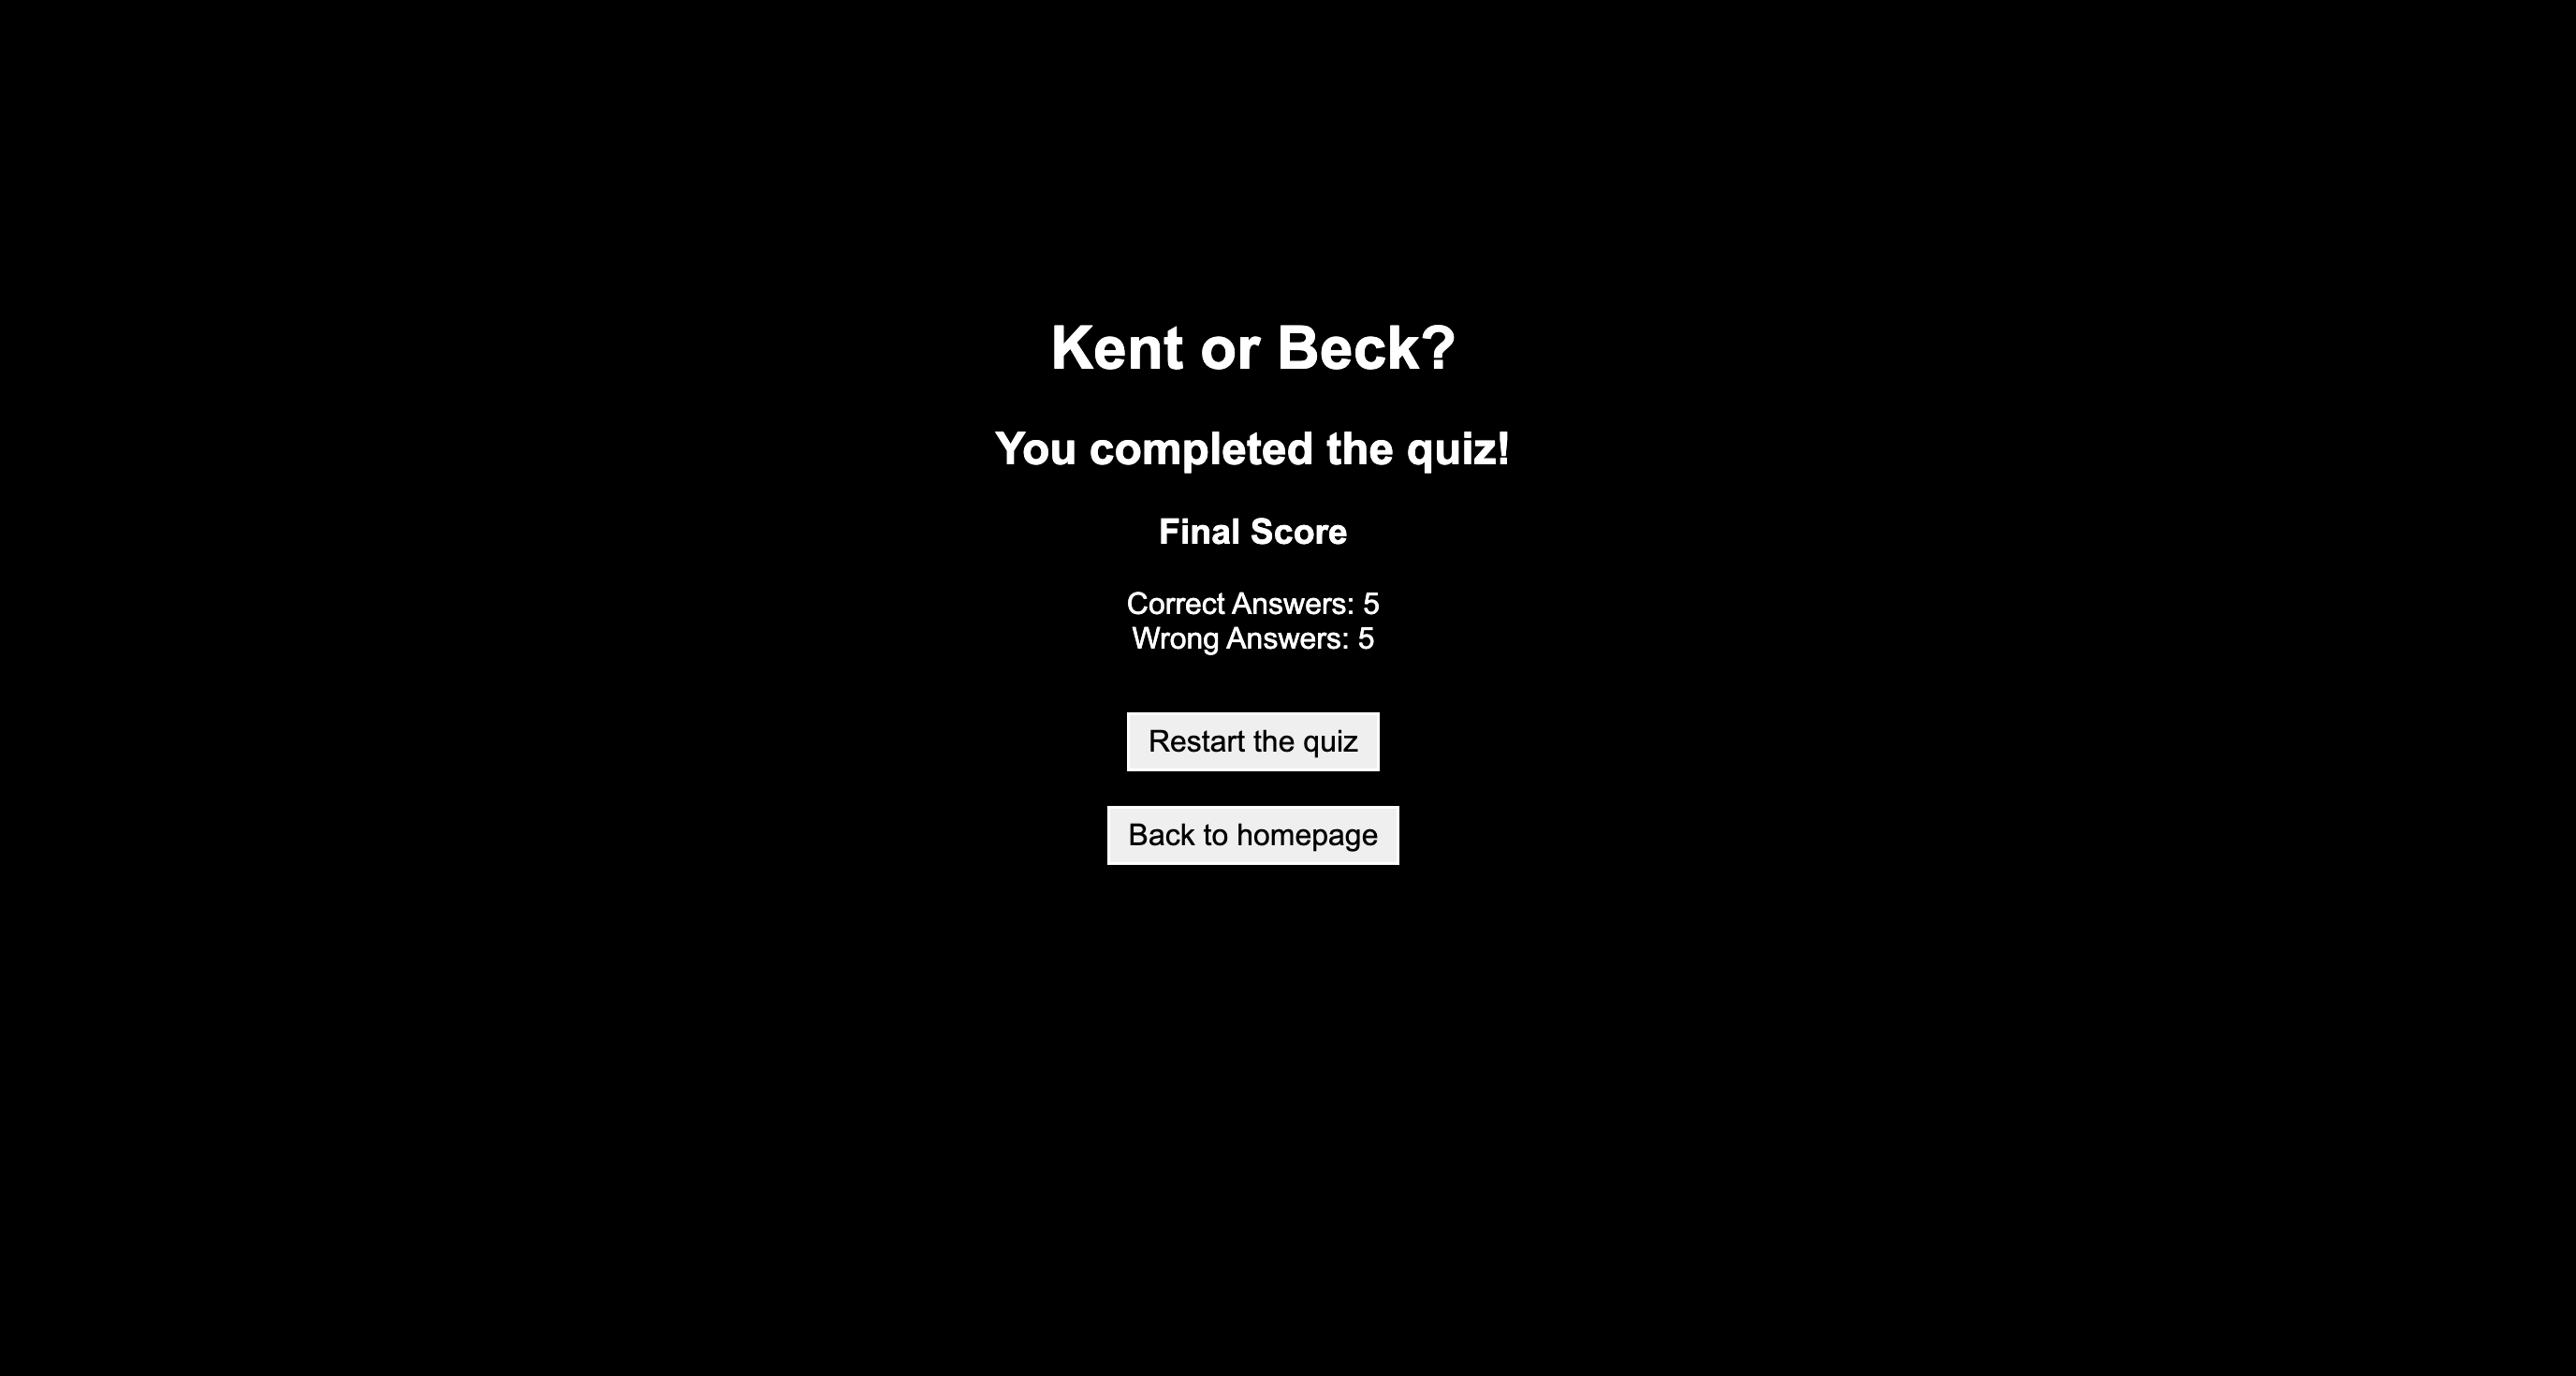 Kent or Beck?
You completed the quiz!
Final Score
Correct Answers: 5
Wrong Answers: 5
Restart the quiz
Back to homepage